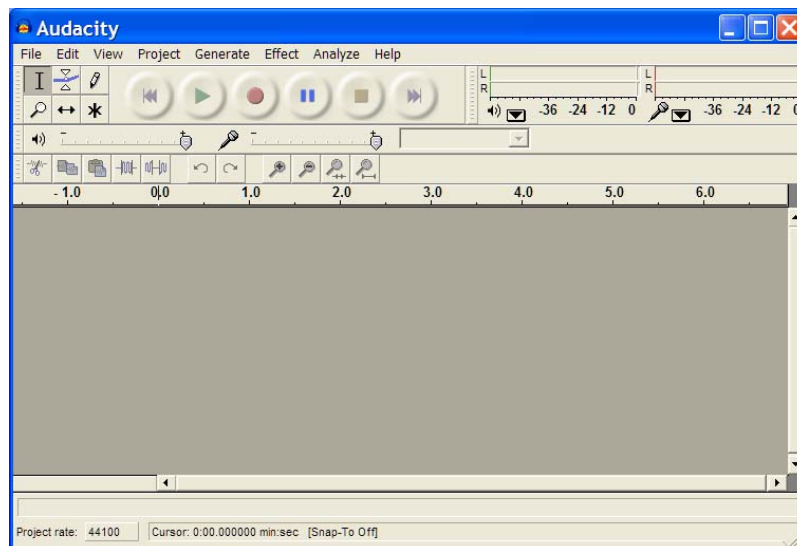 Audacity
File Edit View Project Generate Effect Analyze Help
L L
R R
-36 -24 -12 0 -36 -24 -12 0
- 1.0 0.0 1.0 2.0 3.0 4.0 5.0 6.0
Project rate: 44100 Cursor: 0:00.000000 min:sec [Snap-To Off]